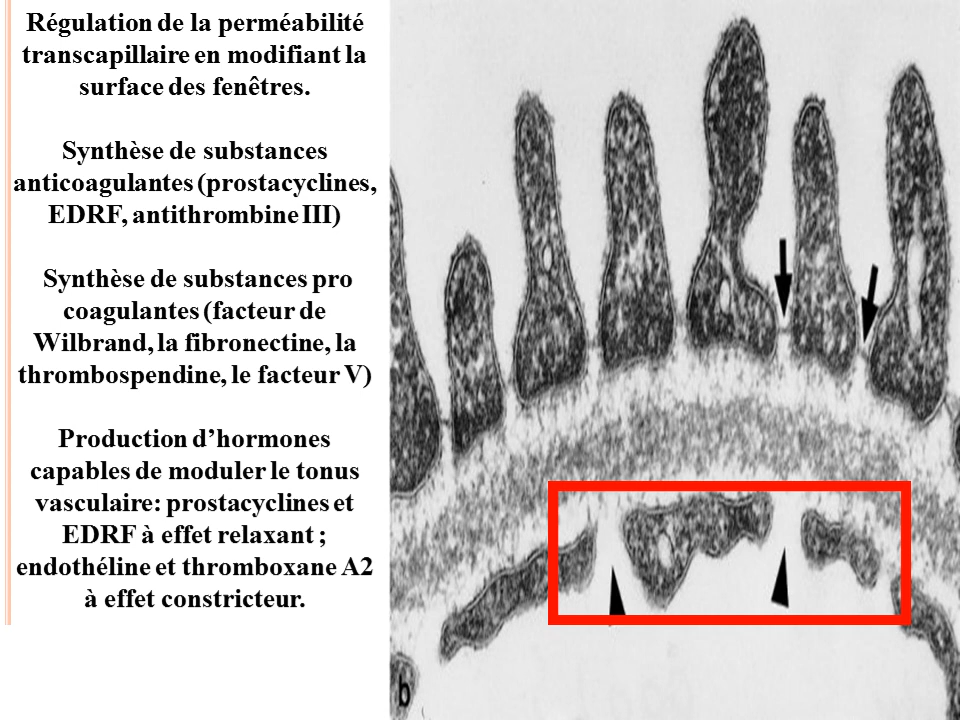 Régulation de la perméabilité
transcapillaire en modifiant la
surface des fenêtres.
Synthèse de substances
anticoagulantes (prostacyclines,
EDRF, antithrombine III)
Synthèse de substances pro
coagulantes (facteur de
Wilbrand, la fibronectine, la
thrombospendine, le facteur V)
Production d’hormones
capables de moduler le tonus
vasculaire: prostacyclines et
EDRF à effet relaxant ;
endothéline et thromboxane A2
à effet constricteur.
b